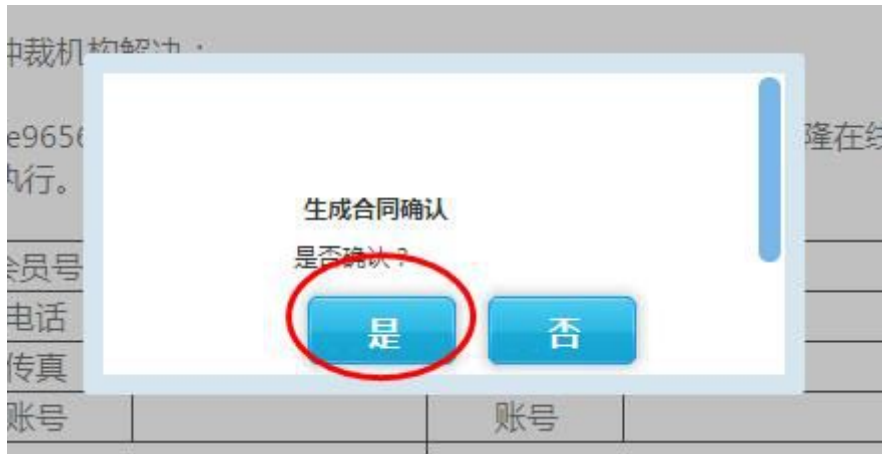 仲裁机构解决：
e9656
隆在线
执行。
生成合同确认
是否确认？
会员号
是 否
电话
传真
账号 账号